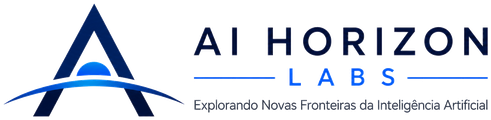 AI HORIZON
LABS
Explorando Novas Fronteiras da Inteligência Artificial